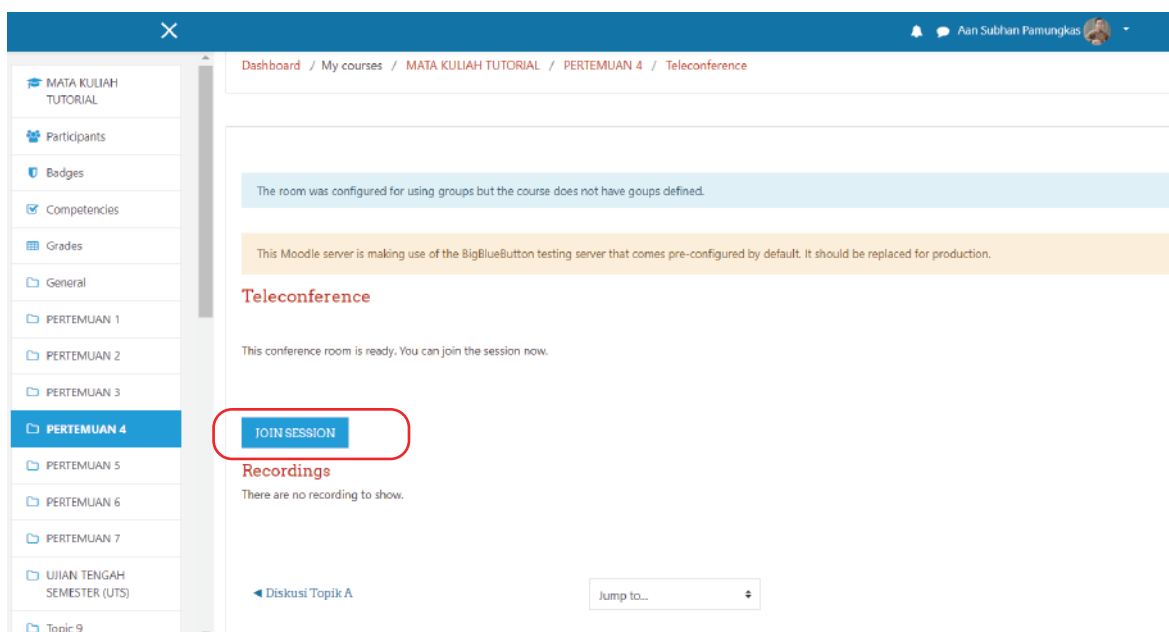 Aan Subhan Pamungkas
MATA KULIAH
TUTORIAL
Participants
Badges
Competencies
Grades
General
PERTEMUAN 1
PERTEMUAN 2
PERTEMUAN 3
PERTEMUAN 4
PERTEMUAN 5
PERTEMUAN 6
PERTEMUAN 7
UJIAN TENGAH
SEMESTER (UTS)
Topic 9
Dashboard / My courses / MATA KULIAH TUTORIAL / PERTEMUAN 4 / Teleconference
The room was configured for using groups but the course does not have goups defined.
This Moodle server is making use of the BigBlueButton testing server that comes pre-configured by default. It should be replaced for production.
Teleconference
This conference room is ready. You can join the session now.
JOIN SESSION
Recordings
There are no recording to show.
◄ Diskusi Topik A
Jump to...